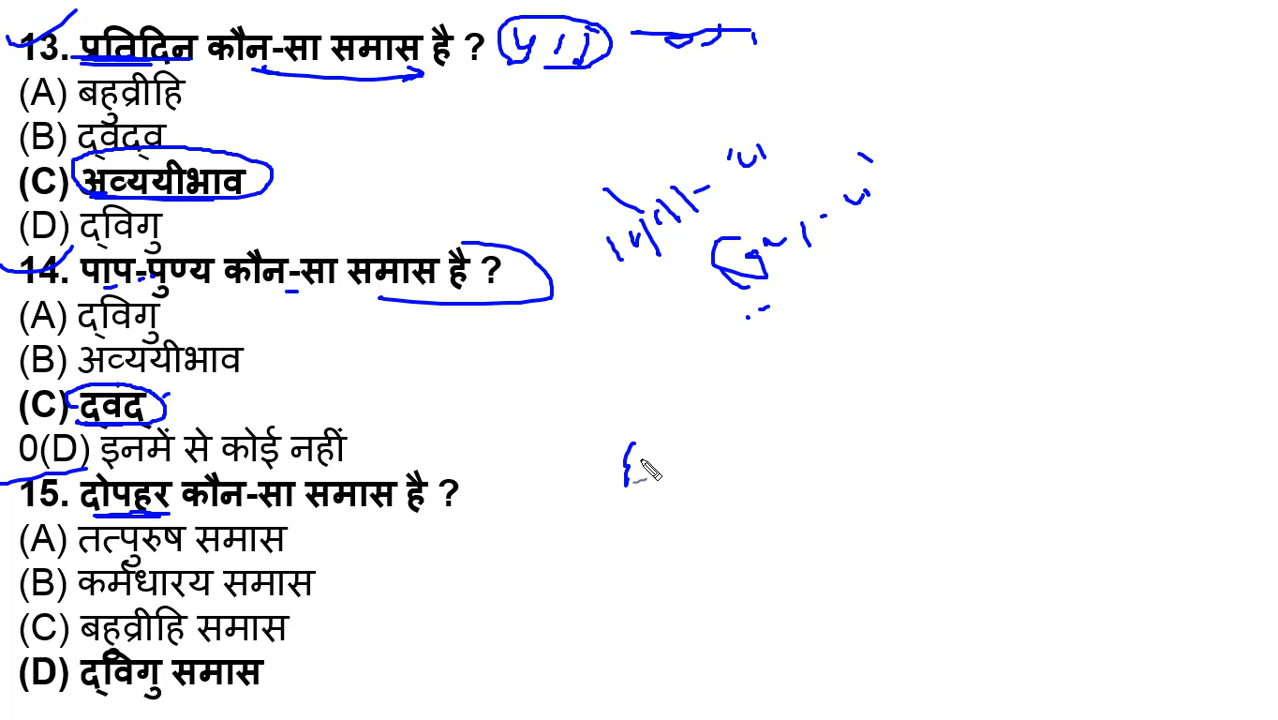 13. प्रतिदिन कौन-सा समास है ?
(A) बहुव्रीहि
(B) द्वंद्व
(C) अव्ययीभाव
(D) द्विगु
14. पाप-पुण्य कौन-सा समास है ?
(A) द्विगु
(B) अव्ययीभाव
(C) द्वंद्
0(D) इनमें से कोई नहीं
15. दोपहर कौन-सा समास है ?
(A) तत्पुरुष समास
(B) कर्मधारय समास
(C) बहुव्रीहि समास
(D) द्विगु समास